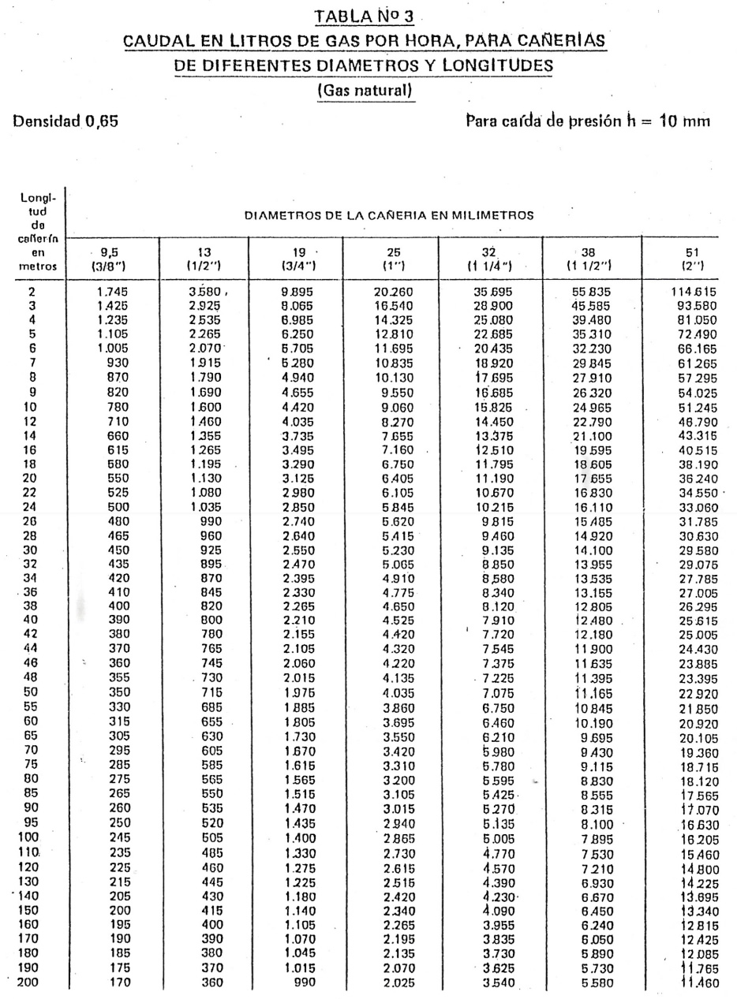 TABLA Nº 3
CAUDAL EN LITROS DE GAS POR HORA, PARA CAÑERIAS
DE DIFERENTES DIAMETROS Y LONGITUDES
(Gas natural)
Densidad 0,65 Para caída de presión h = 10 mm
Longi-
tud
de
cañería
en
metros
DIAMETROS DE LA CAÑERIA EN MILIMETROS
9,5 13 19 25 32 38 51
(3/8") (1/2") (3/4") (1") (1 1/4") (1 1/2") (2")
2 1.745 3.580 9.895 20.260 35.695 55.835 114.615
3 1.425 2.925 8.065 16.540 28.900 45.585 93.580
4 1.235 2.535 6.985 14.325 25.080 39.480 81.050
5 1.105 2.265 6.250 12.810 22.685 35.310 72.490
6 1.005 2.070 5.705 11.695 20.435 32.230 66.165
7 930 1.915 5.280 10.835 18.920 29.845 61.265
8 870 1.790 4.940 10.130 17.695 27.910 57.295
9 820 1.690 4.655 9.550 16.685 26.320 54.025
10 780 1.600 4.420 9.060 15.825 24.965 51.245
12 710 1.460 4.035 8.270 14.450 22.790 46.790
14 660 1.355 3.735 7.655 13.375 21.100 43.315
16 615 1.265 3.495 7.160 12.510 19.595 40.515
18 580 1.195 3.290 6.750 11.795 18.605 38.190
20 550 1.130 3.125 6.405 11.190 17.655 36.240
22 525 1.080 2.980 6.105 10.670 16.830 34.550
24 500 1.035 2.850 5.845 10.215 16.110 33.060
26 480 990 2.740 5.620 9.815 15.485 31.785
28 465 960 2.640 5.415 9.460 14.920 30.630
30 450 925 2.550 5.230 9.135 14.100 29.580
32 435 895 2.470 5.065 8.850 13.955 29.075
34 420 870 2.395 4.910 8.580 13.535 27.785
36 410 845 2.330 4.775 8.340 13.155 27.005
38 400 820 2.265 4.650 8.120 12.805 26.295
40 390 800 2.210 4.525 7.910 12.480 25.615
42 380 780 2.155 4.420 7.720 12.180 25.005
44 370 765 2.105 4.320 7.545 11.900 24.430
46 360 745 2.060 4.220 7.375 11.635 23.885
48 355 730 2.015 4.135 7.225 11.395 23.395
50 350 715 1.975 4.035 7.075 11.165 22.920
55 330 685 1.885 3.860 6.750 10.845 21.850
60 315 655 1.805 3.695 6.460 10.190 20.920
65 305 630 1.730 3.550 6.210 9.695 20.105
70 295 605 1.670 3.420 5.980 9.430 19.360
75 285 585 1.615 3.310 5.780 9.115 18.715
80 275 565 1.565 3.200 5.595 8.830 18.120
85 265 550 1.515 3.105 5.425 8.555 17.565
90 260 535 1.470 3.015 5.270 8.315 17.070
95 250 520 1.435 2.940 5.135 8.100 16.630
100 245 505 1.400 2.865 5.005 7.895 16.205
110 235 485 1.330 2.730 4.770 7.530 15.460
120 225 460 1.275 2.615 4.570 7.210 14.800
130 215 445 1.225 2.515 4.390 6.930 14.225
140 205 430 1.180 2.420 4.230 6.670 13.695
150 200 415 1.140 2.340 4.090 6.450 13.340
160 195 400 1.105 2.265 3.955 6.240 12.815
170 190 390 1.070 2.195 3.835 6.050 12.425
180 185 380 1.045 2.135 3.730 5.890 12.085
190 175 370 1.015 2.070 3.625 5.730 11.765
200 170 360 990 2.025 3.540 5.580 11.460